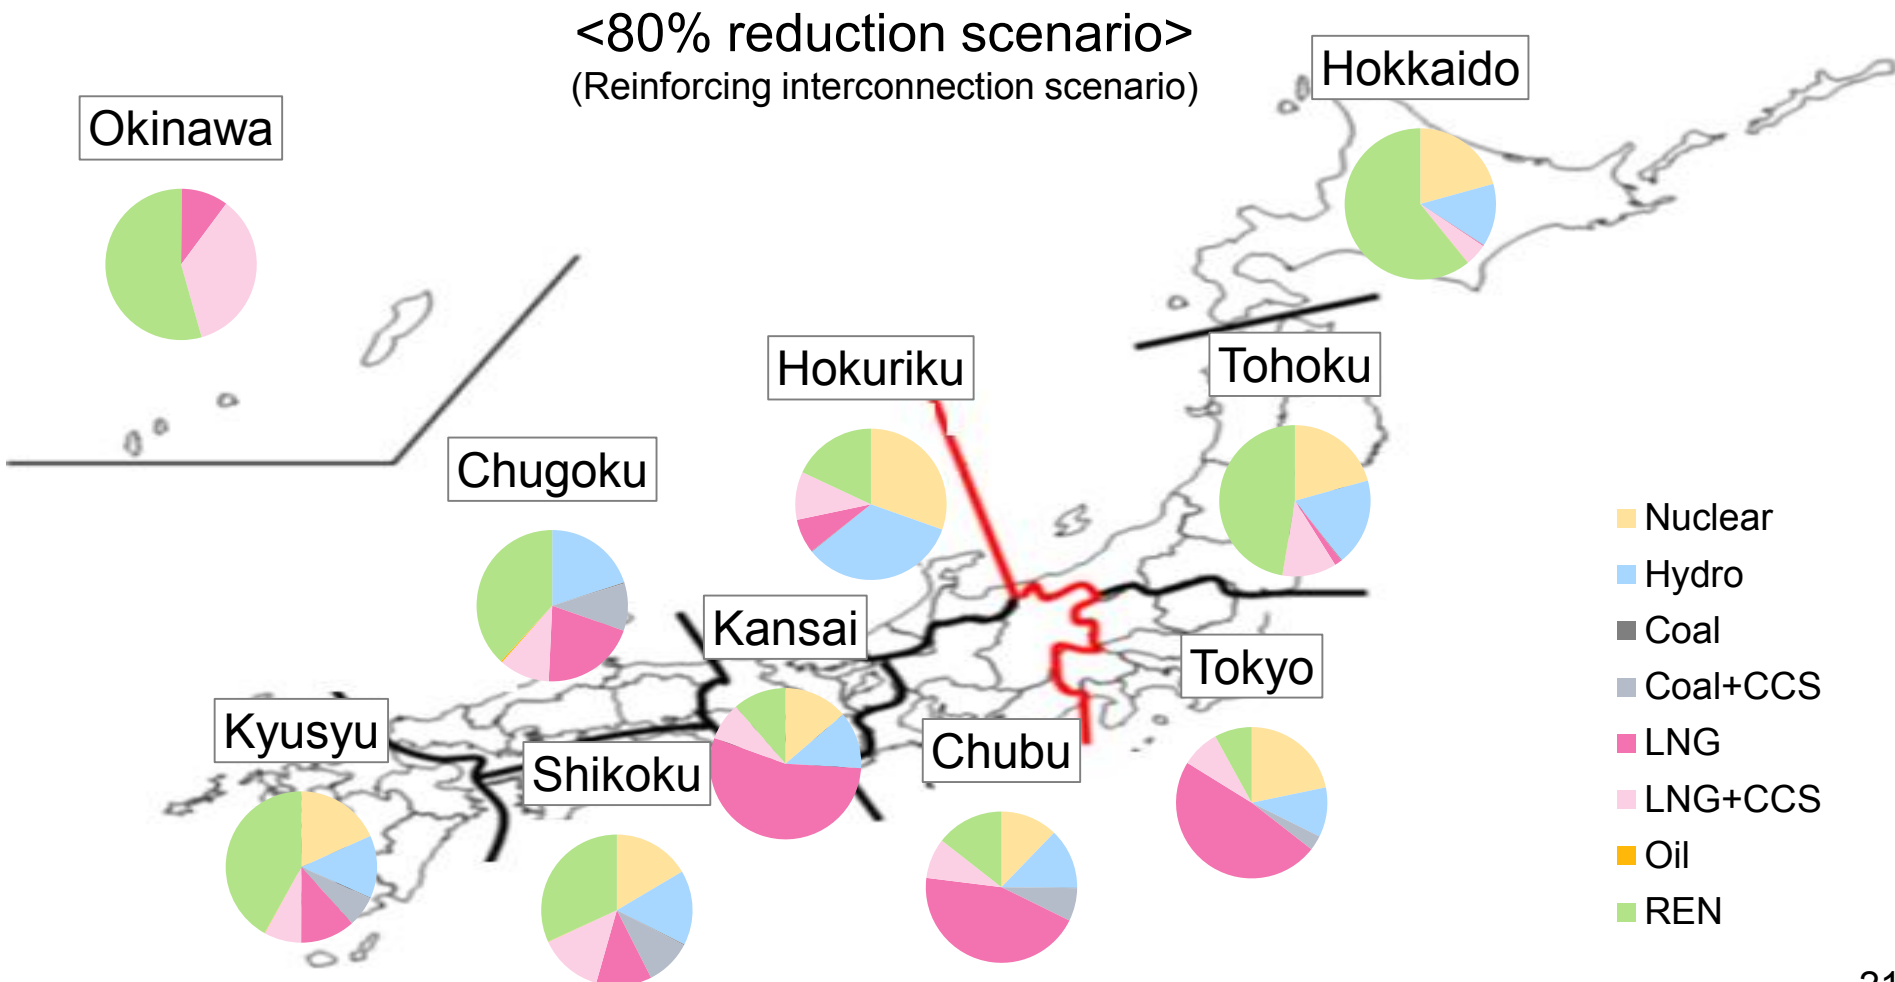 <80% reduction scenario>
(Reinforcing interconnection scenario)
Hokkaido
Okinawa
Hokuriku
Tohoku
Chugoku
Kansai
Tokyo
Kyusyu
Shikoku
Chubu
Nuclear
Hydro
Coal
Coal+CCS
LNG
LNG+CCS
Oil
REN